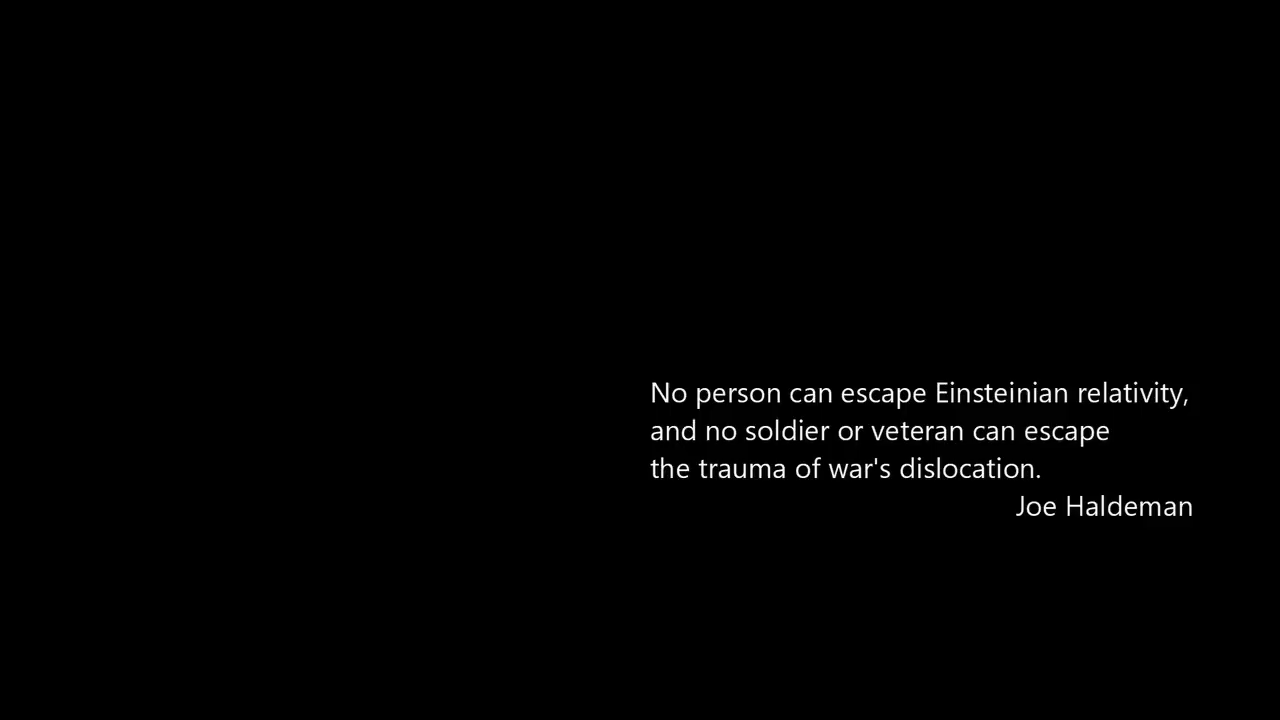 No person can escape Einsteinian relativity,
and no soldier or veteran can escape
the trauma of war's dislocation.
Joe Haldeman